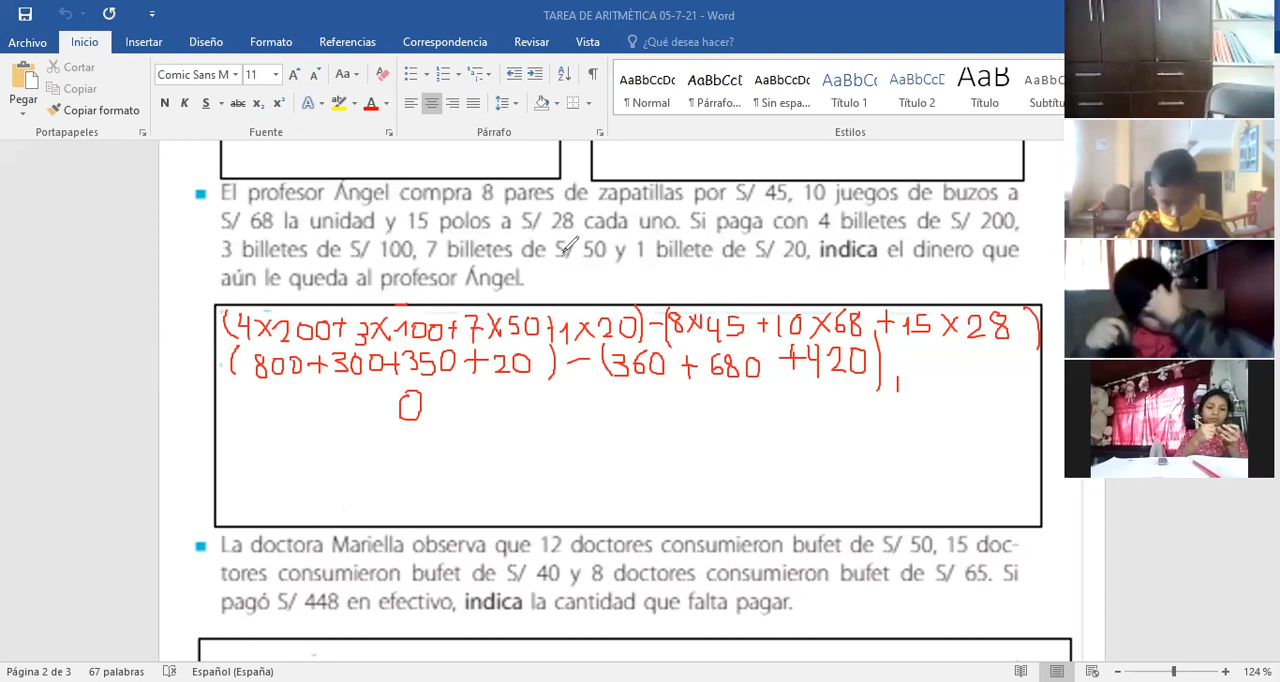 TAREA DE ARITMÈTICA 05-7-21 - Word
Archivo Inicio Insertar Diseño Formato Referencias Correspondencia Revisar Vista ¿Qué desea hacer?
Pegar
Cortar
Copiar
Copiar formato
Portapapeles
Comic Sans M 11 Aa
N K S abc x₂ x² A A
Fuente
Párrafo
AaBbCcDc AaBbCcD AaBbCcDc AaBbCc AaBbCcE AaB AaBbCc
¶ Normal ¶ Párrafo... ¶ Sin espa... Título 1 Título 2 Título Subtítu
Estilos
El profesor Ángel compra 8 pares de zapatillas por S/ 45, 10 juegos de buzos a
S/ 68 la unidad y 15 polos a S/ 28 cada uno. Si paga con 4 billetes de S/ 200,
3 billetes de S/ 100, 7 billetes de S/ 50 y 1 billete de S/ 20, indica el dinero que
aún le queda al profesor Ángel.
(4x200+3x100+7x50+1x20)-(8x45+10x68+15x28)
(800+300+350+20)-(360+680+420)
0
La doctora Mariella observa que 12 doctores consumieron bufet de S/ 50, 15 doc-
tores consumieron bufet de S/ 40 y 8 doctores consumieron bufet de S/ 65. Si
pagó S/ 448 en efectivo, indica la cantidad que falta pagar.
Página 2 de 3 67 palabras Español (España) 124 %